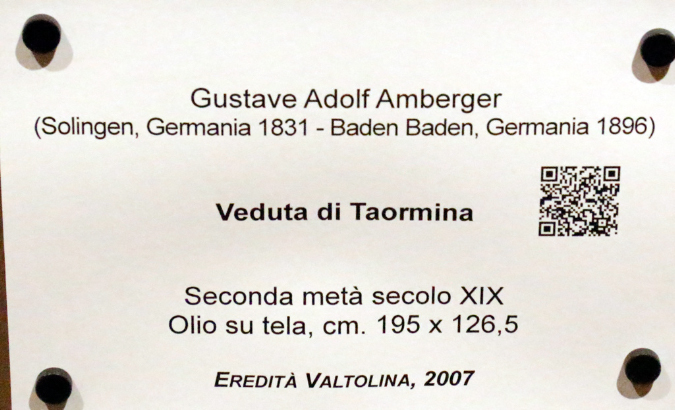 Gustave Adolf Amberger
(Solingen, Germania 1831 - Baden Baden, Germania 1896)
Veduta di Taormina
Seconda metà secolo XIX
Olio su tela, cm. 195 x 126,5
EREDITÀ VALTOLINA, 2007